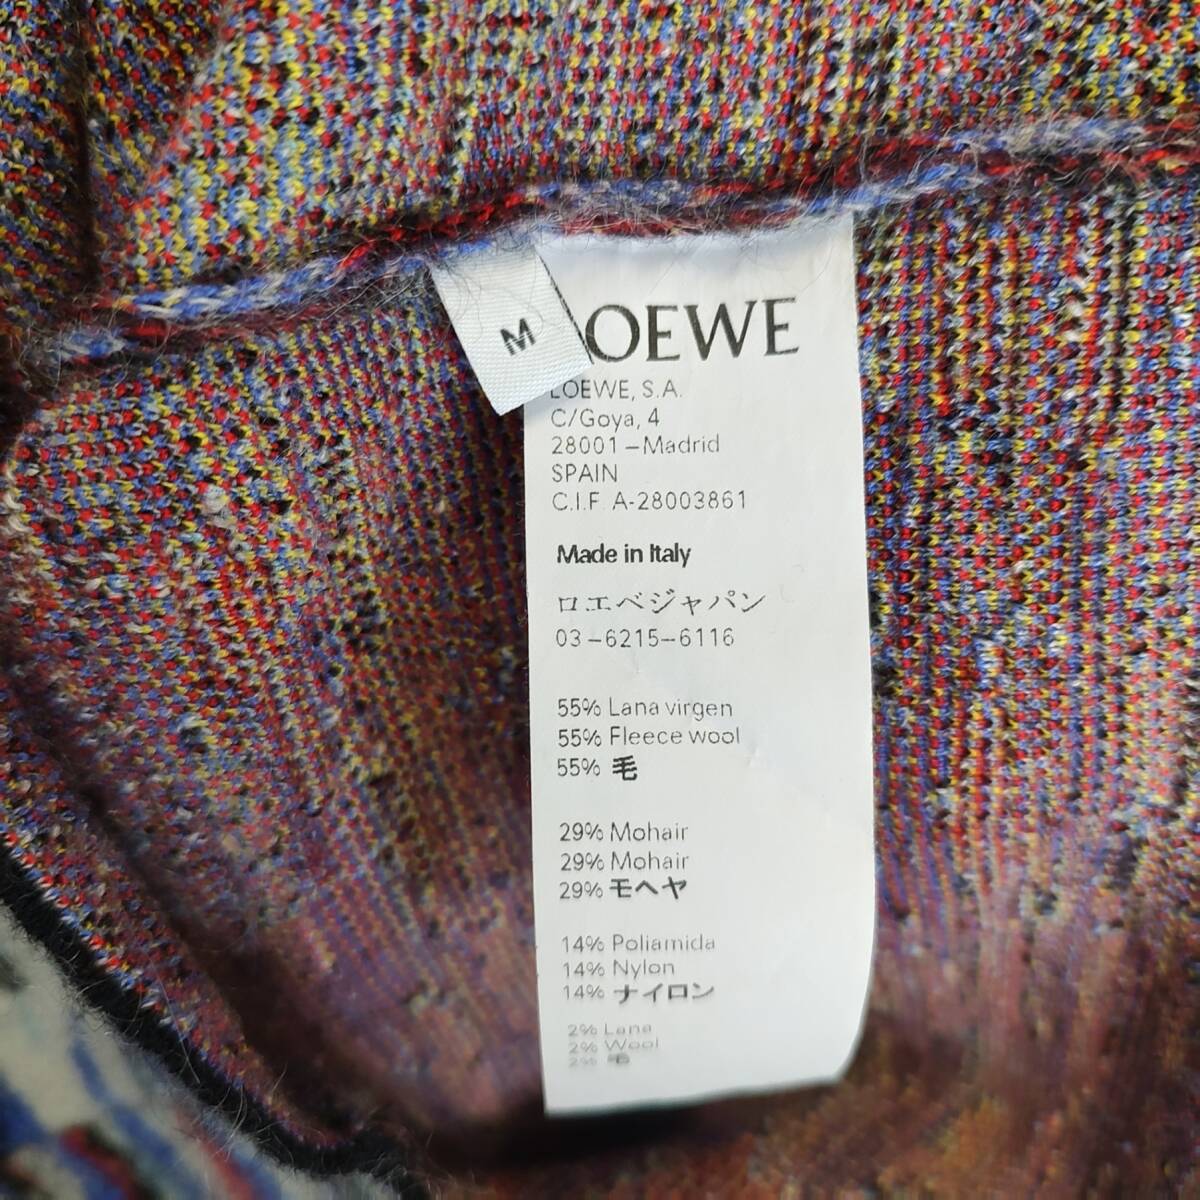 M
LOEWE
LOEWE, S.A.
C/Goya, 4
28001 – Madrid
SPAIN
C.I.F. A-28003861
Made in Italy
ロエベジャパン
03-6215-6116
55% Lana virgen
55% Fleece wool
55% 毛
29% Mohair
29% Mohair
29% モヘヤ
14% Poliamida
14% Nylon
14% ナイロン
2% Lana
2% Wool
2% 毛